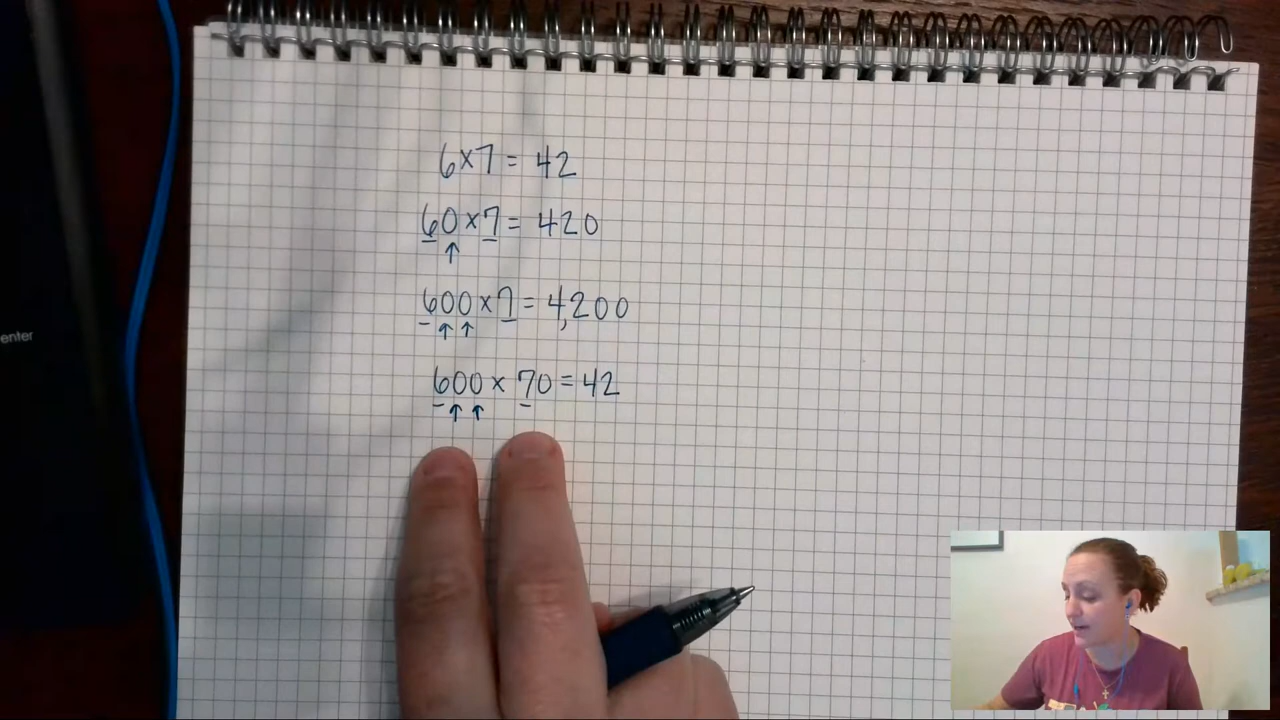 6×7 = 42
60×7 = 420
↑
600×7 = 4,200
↑ ↑
600 × 70 = 42
↑ ↑
enter